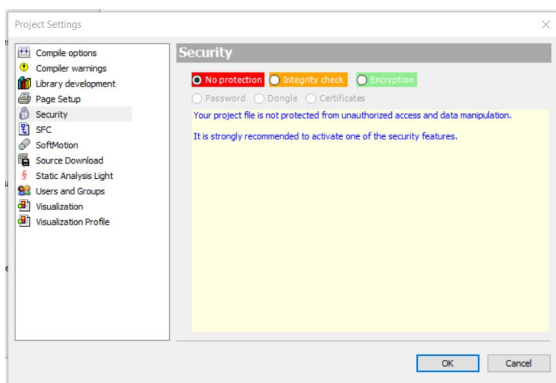 Project Settings
Compile options
Compiler warnings
Library development
Page Setup
Security
SFC
SoftMotion
Source Download
Static Analysis Light
Users and Groups
Visualization
Visualization Profile
Security
No protection Integrity check Encryption
Password Dongle Certificates
Your project file is not protected from unauthorized access and data manipulation.
It is strongly recommended to activate one of the security features.
OK Cancel